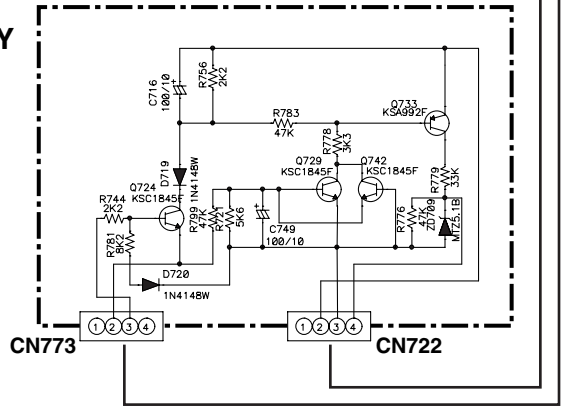 Y
C716
100/10
R756
2K2
R783
47K
R778
3K3
Q733
KSA992F
D719
1N4148W
Q724
KSC1845F
Q729
KSC1845F
Q742
KSC1845F
R744
2K2
R781
8K2
R799
47K
R721
5K6
C749
100/10
R779
33K
R776
47K
ZD709
MTZ5.1B
D720
1N4148W
1 2 3 4
CN773
1 2 3 4
CN722